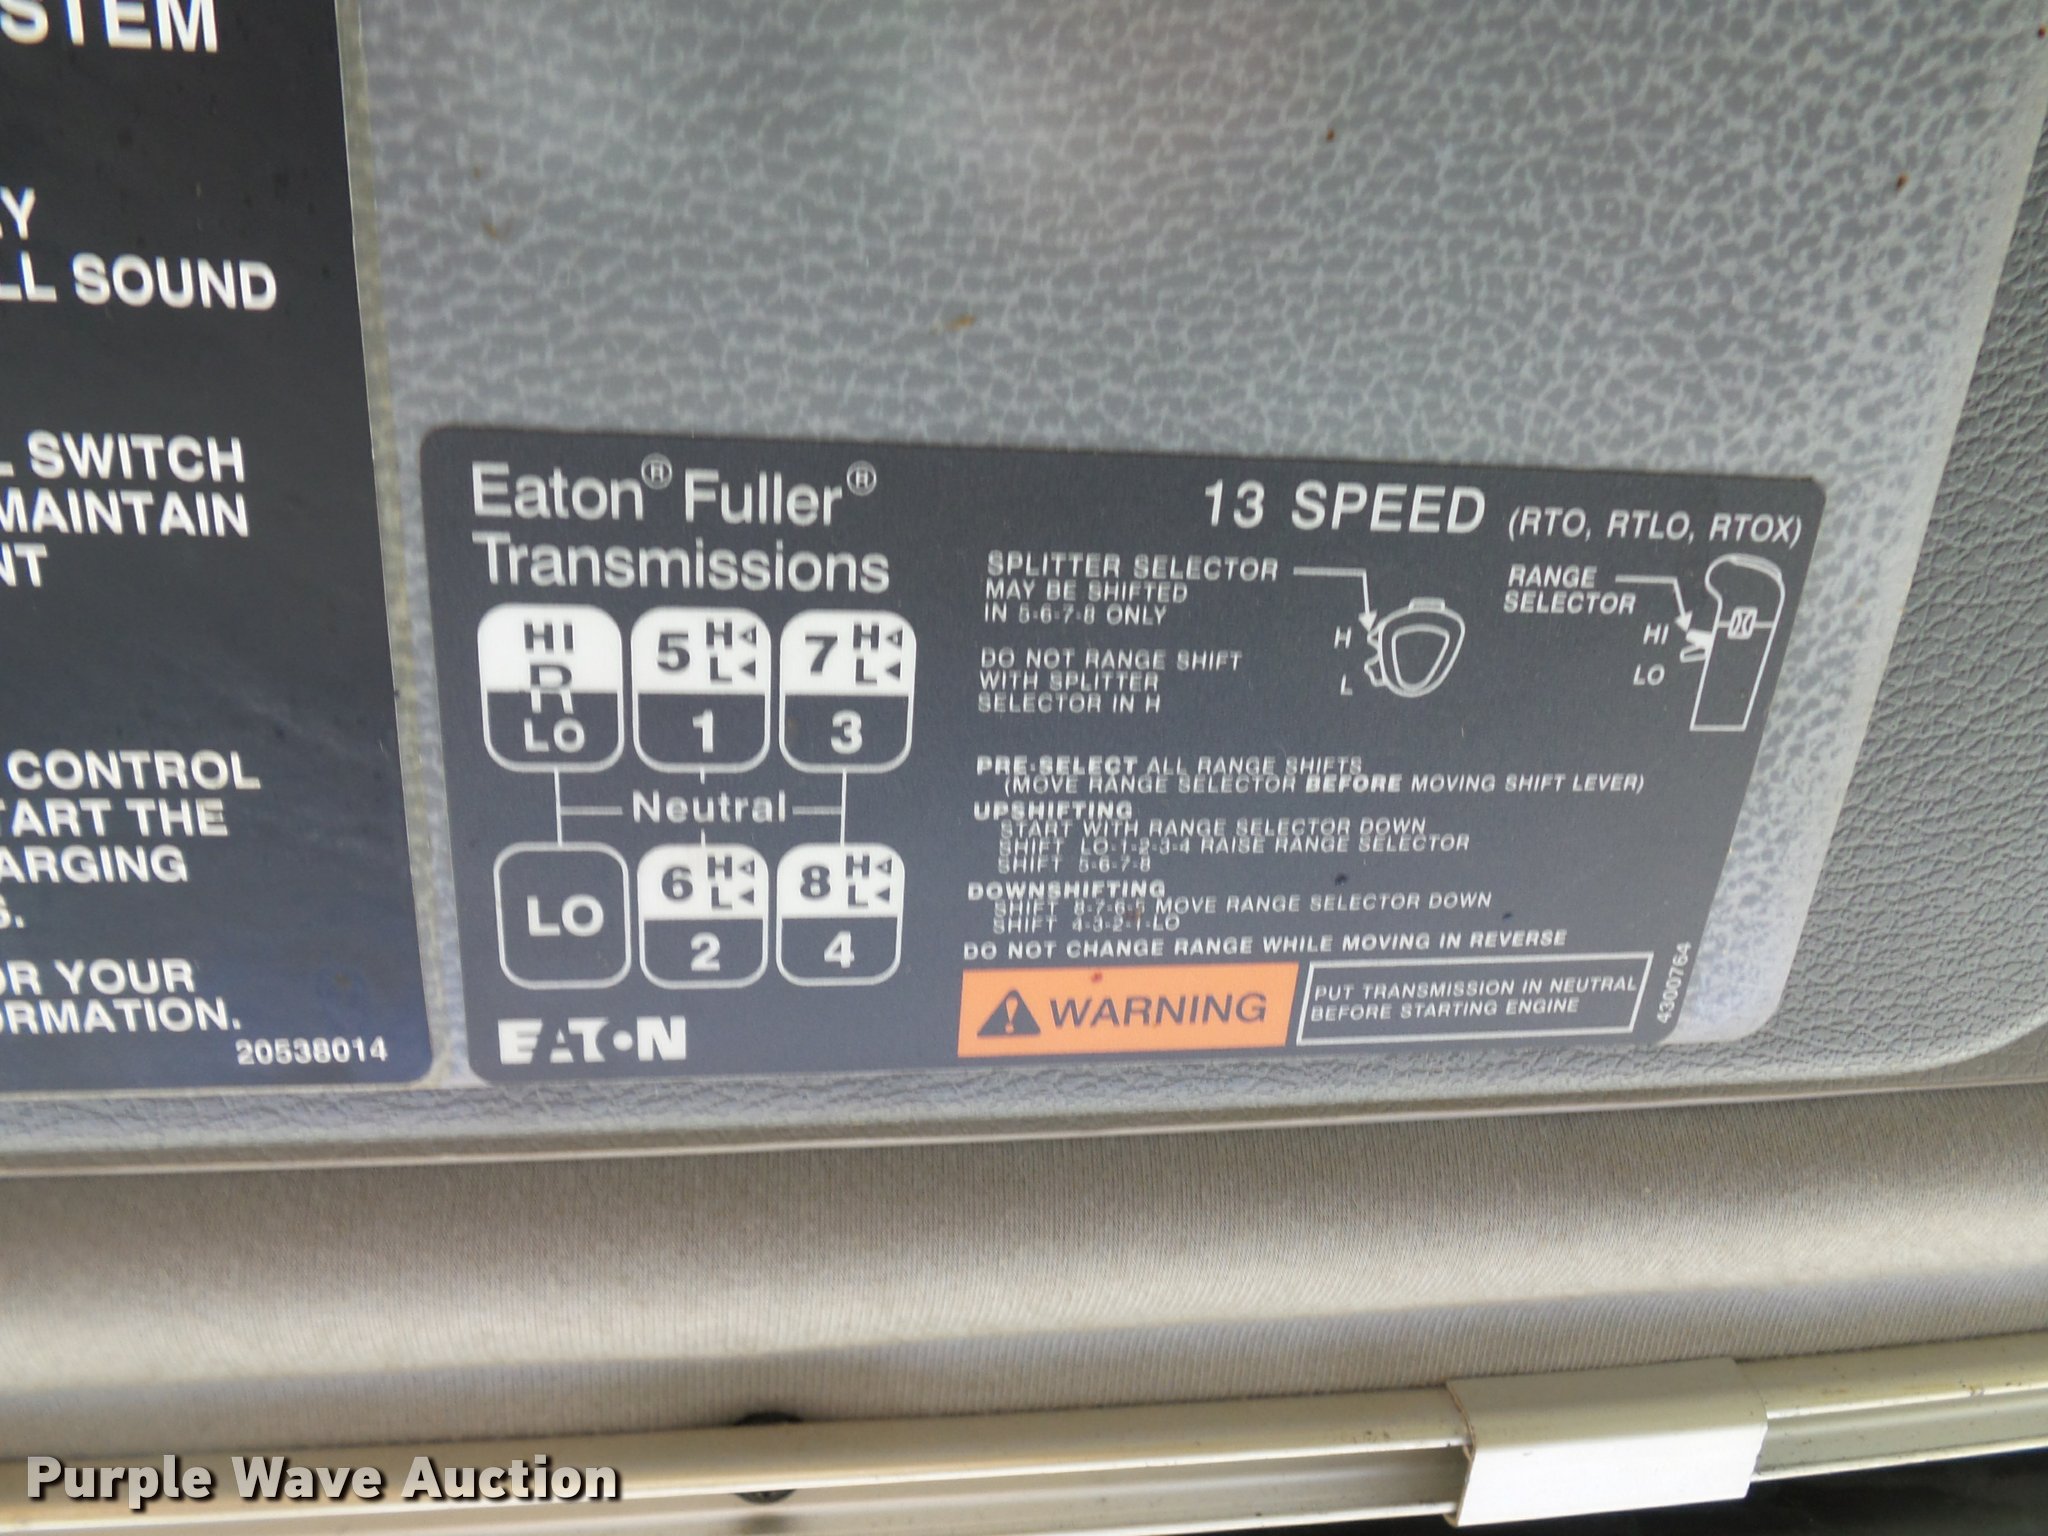 STEM
AY
LL SOUND
L SWITCH
MAINTAIN
NT
CONTROL
TART THE
ARGING
S.
OR YOUR
ORMATION.
20538014
Eaton® Fuller®
Transmissions
HI
R
LO
5 H
L
1
7 H
L
3
Neutral
LO
6 H
L
2
8 H
L
4
EATON
13 SPEED (RTO, RTLO, RTOX)
SPLITTER SELECTOR
MAY BE SHIFTED
IN 5-6-7-8 ONLY
H
L
RANGE
SELECTOR
HI
LO
DO NOT RANGE SHIFT
WITH SPLITTER
SELECTOR IN H
PRE-SELECT ALL RANGE SHIFTS
(MOVE RANGE SELECTOR BEFORE MOVING SHIFT LEVER)
UPSHIFTING
START WITH RANGE SELECTOR DOWN
SHIFT LO-1-2-3-4 RAISE RANGE SELECTOR
SHIFT 5-6-7-8
DOWNSHIFTING
SHIFT 8-7-6-5 MOVE RANGE SELECTOR DOWN
SHIFT 4-3-2-1-LO
DO NOT CHANGE RANGE WHILE MOVING IN REVERSE
WARNING
PUT TRANSMISSION IN NEUTRAL
BEFORE STARTING ENGINE
4300764
Purple Wave Auction